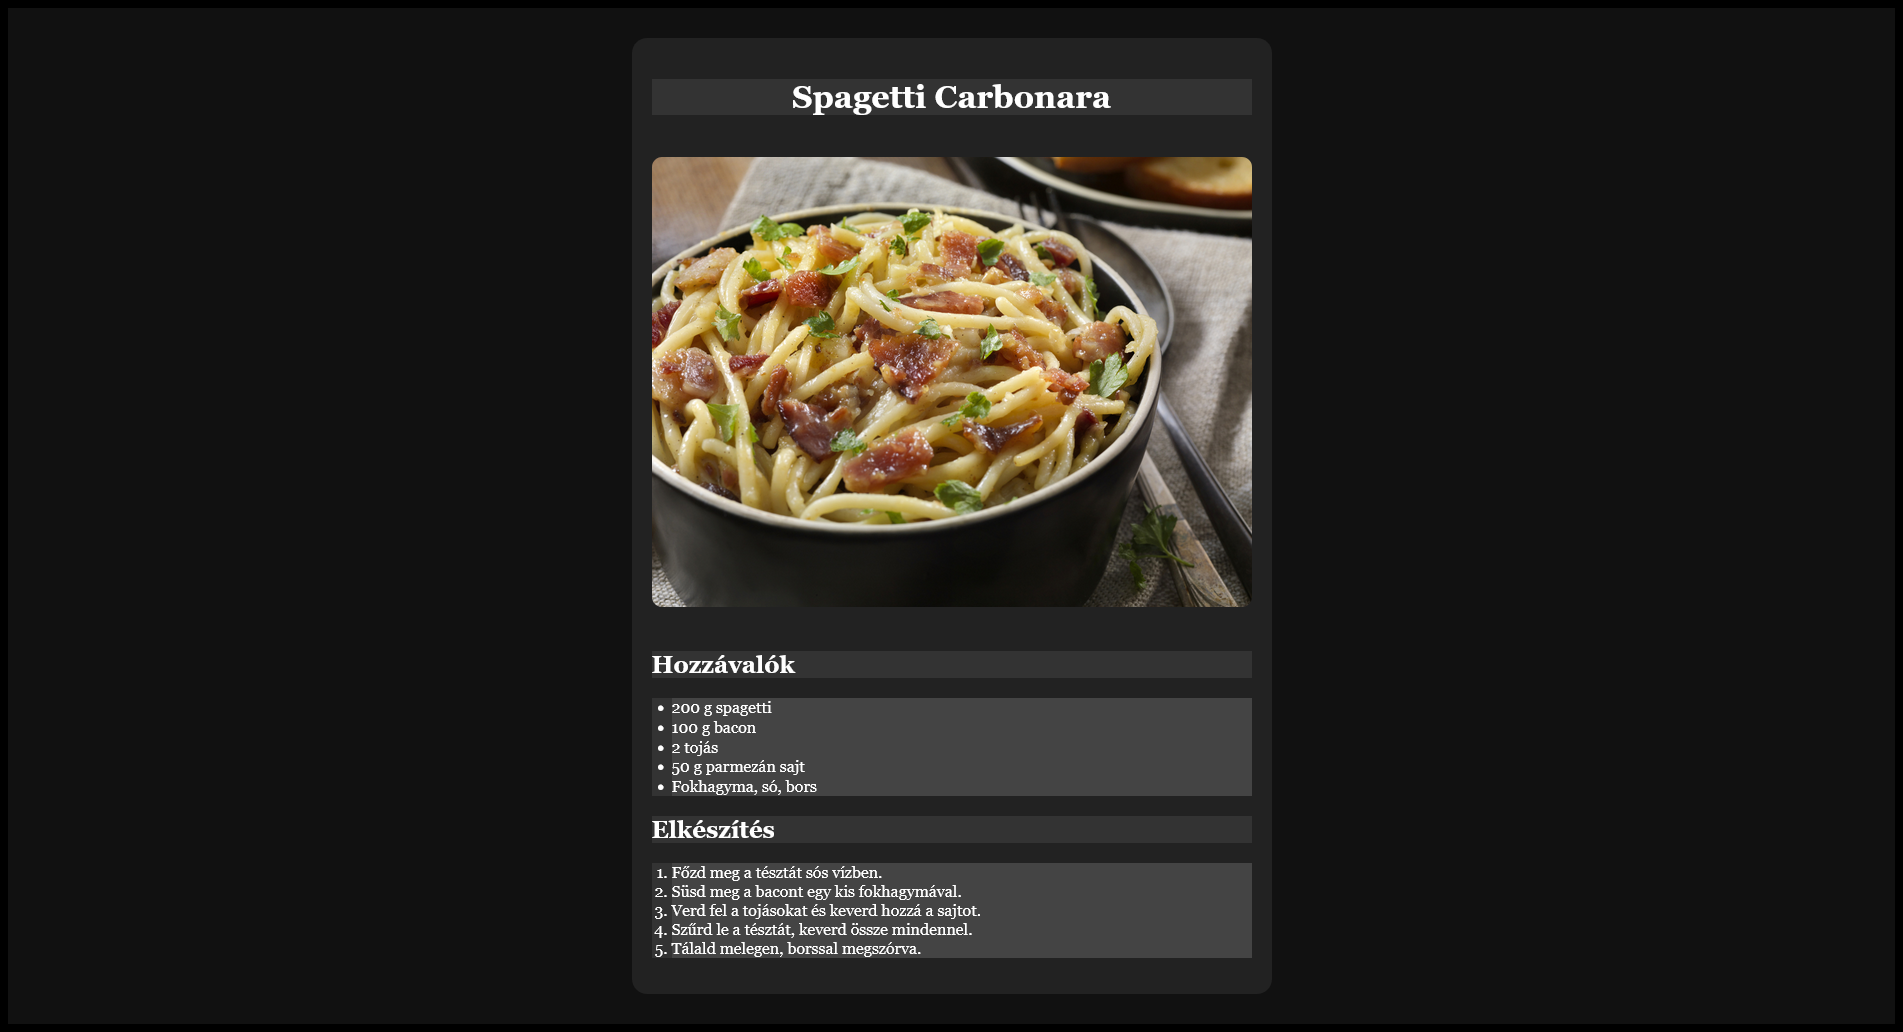 Spagetti Carbonara
Hozzávalók
• 200 g spagetti
• 100 g bacon
• 2 tojás
• 50 g parmezán sajt
• Fokhagyma, só, bors
Elkészítés
1. Főzd meg a tésztát sós vízben.
2. Süsd meg a bacont egy kis fokhagymával.
3. Verd fel a tojásokat és keverd hozzá a sajtot.
4. Szűrd le a tésztát, keverd össze mindennel.
5. Tálald melegen, borssal megszórva.